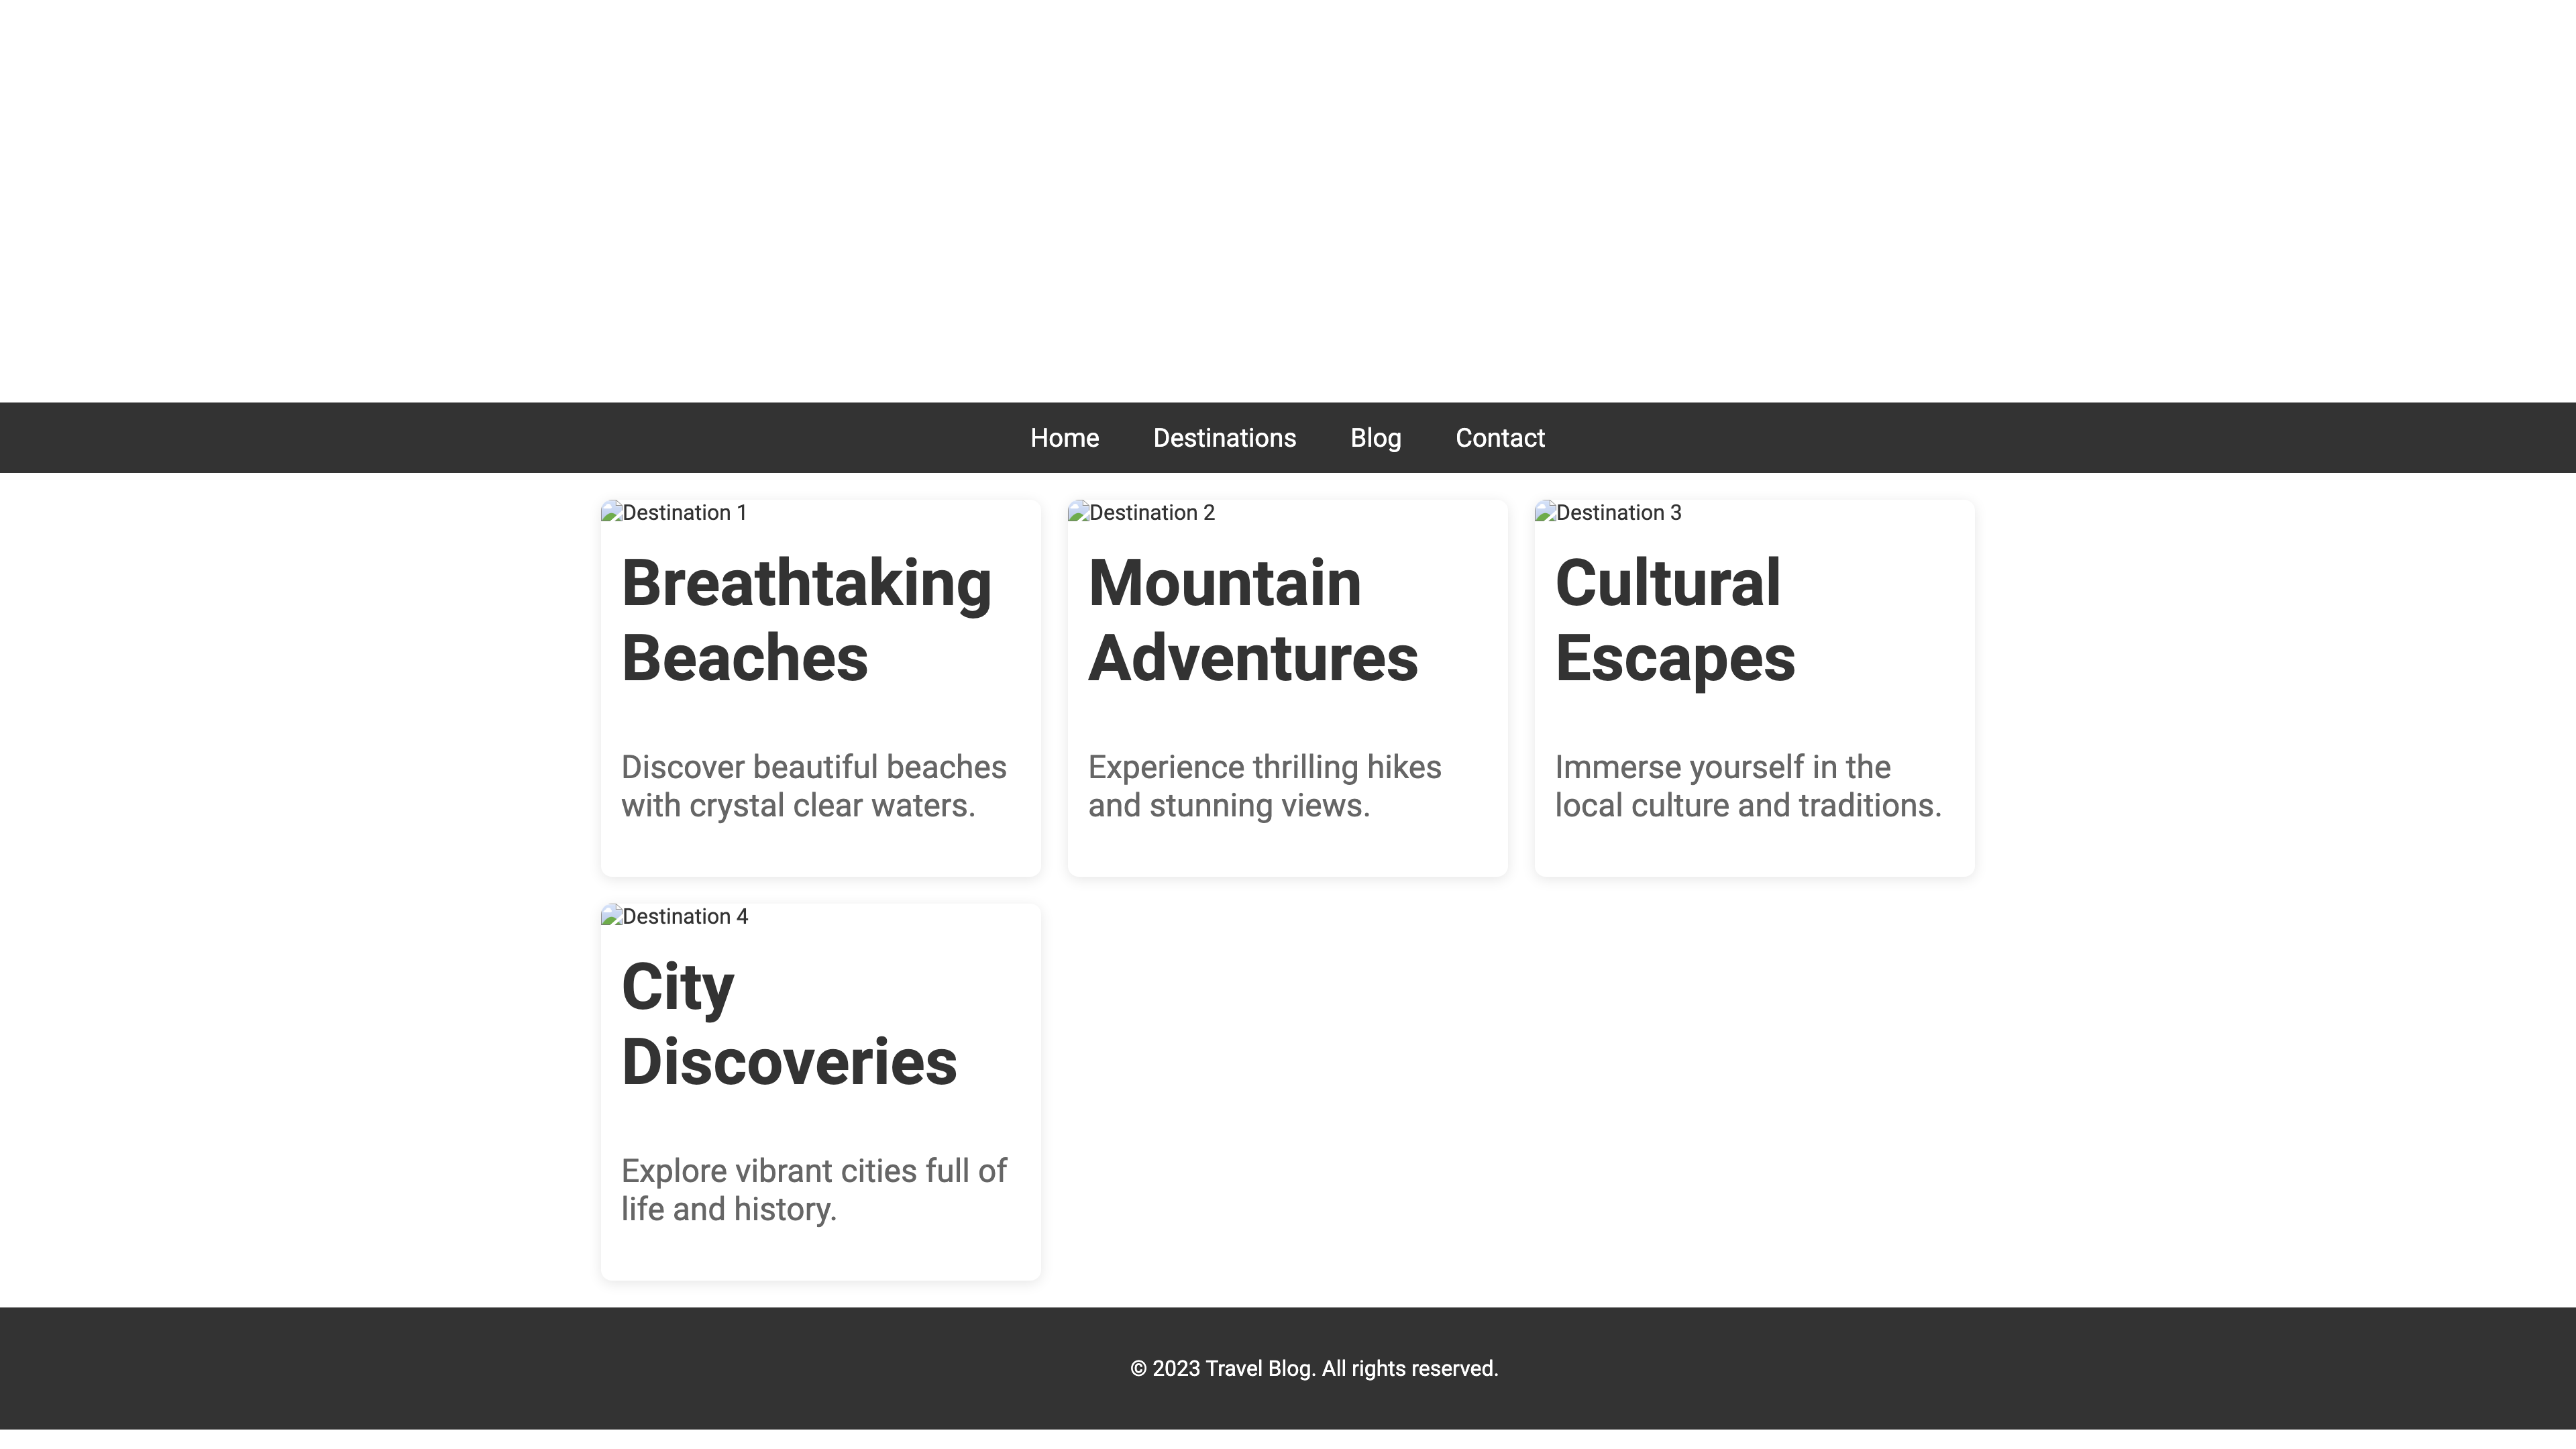 Home Destinations Blog Contact
Destination 1
Breathtaking
Beaches
Discover beautiful beaches
with crystal clear waters.
Destination 2
Mountain
Adventures
Experience thrilling hikes
and stunning views.
Destination 3
Cultural
Escapes
Immerse yourself in the
local culture and traditions.
Destination 4
City
Discoveries
Explore vibrant cities full of
life and history.
© 2023 Travel Blog. All rights reserved.